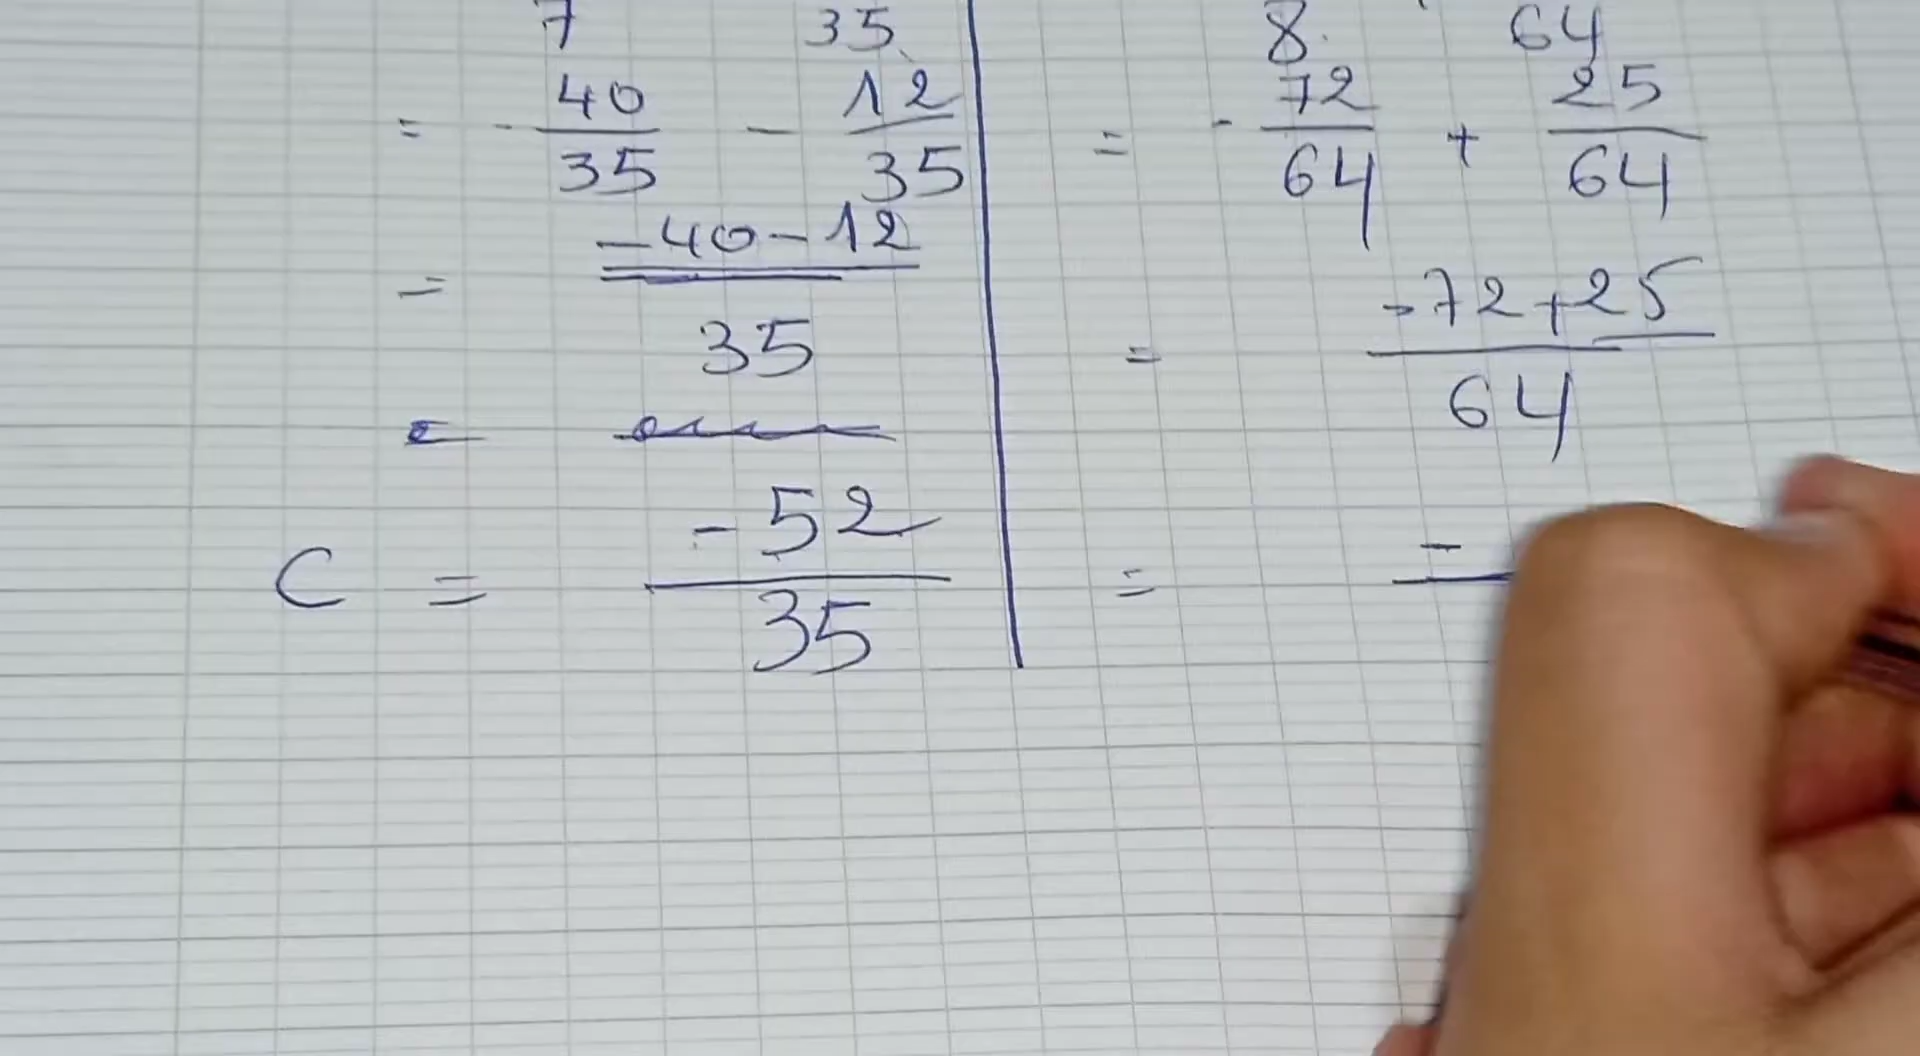 7 35
= - 40/35 - 12/35
= -40-12/35
C = -52/35
8 64
= - 72/64 + 25/64
= -72+25/64
= -